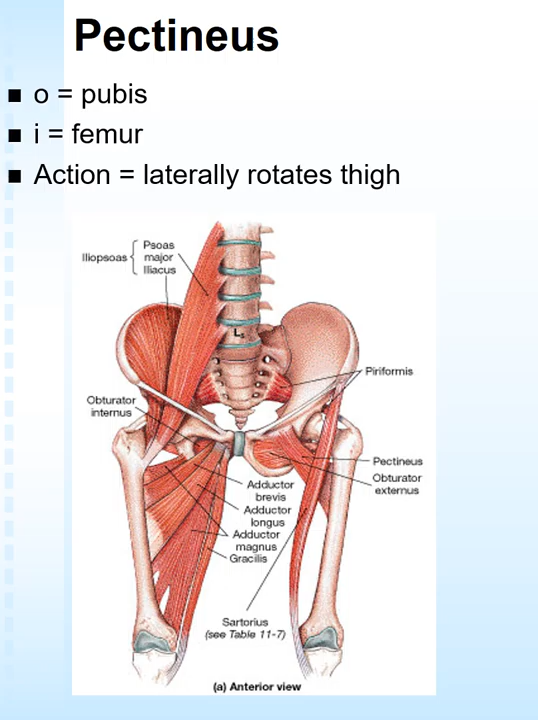 Pectineus
■ o = pubis
■ i = femur
■ Action = laterally rotates thigh
Iliopsoas
Psoas
major
Iliacus
L₅
Piriformis
Obturator
internus
Pectineus
Obturator
externus
Adductor
brevis
Adductor
longus
Adductor
magnus
Gracilis
Sartorius
(see Table 11-7)
(a) Anterior view